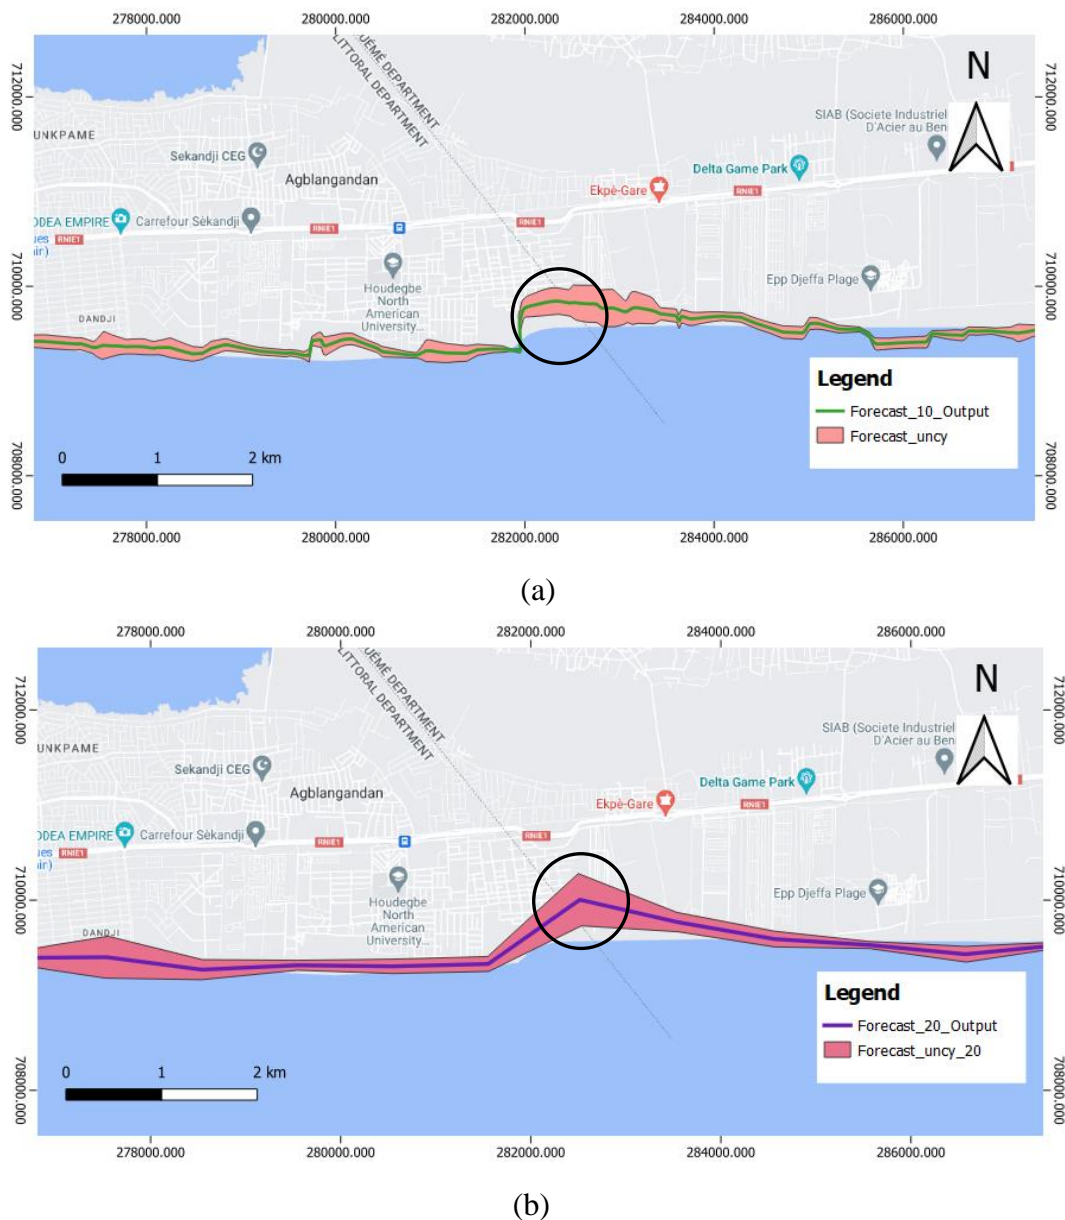 278000.000 280000.000 282000.000 284000.000 286000.000
712000.000 712000.000
UÉMÉ DEPARTMENT
LITTORAL DEPARTMENT
N
UNKPAME
SIAB (Societe Industriel
D'Acier au Ben
Sekandji CEG
Agblangandan
Delta Game Park
Ekpè-Gare
RNIE1
ODEA EMPIRE
Carrefour Sèkandji
RNIE1
RNIE1
RNIE1
ues
710000.000 710000.000
Houdegbe
North
American
University...
Epp Djeffa Plage
DANDJI
Legend
Forecast_10_Output
Forecast_uncy
0 1 2 km
708000.000 708000.000
278000.000 280000.000 282000.000 284000.000 286000.000
(a)
278000.000 280000.000 282000.000 284000.000 286000.000
712000.000 712000.000
UÉMÉ DEPARTMENT
LITTORAL DEPARTMENT
N
UNKPAME
SIAB (Societe Industriel
D'Acier au Ben
Sekandji CEG
Agblangandan
Delta Game Park
Ekpè-Gare
RNIE1
ODEA EMPIRE
Carrefour Sèkandji
RNIE1
RNIE1
RNIE1
ues
710000.000 710000.000
Houdegbe
North
American
University...
Epp Djeffa Plage
DANDJI
Legend
Forecast_20_Output
Forecast_uncy_20
0 1 2 km
708000.000 708000.000
278000.000 280000.000 282000.000 284000.000 286000.000
(b)